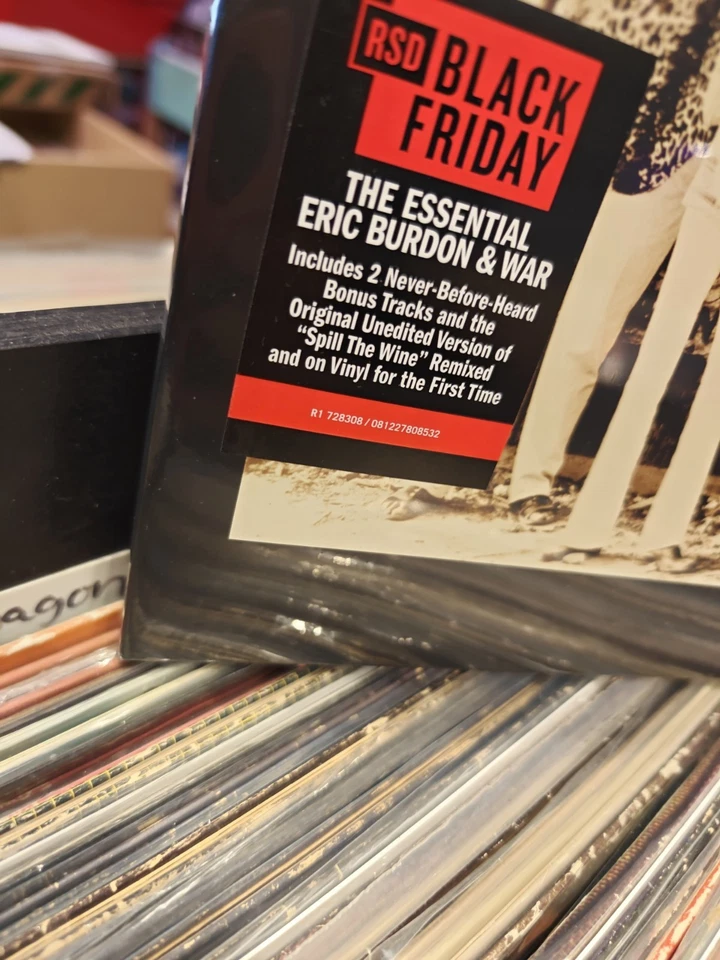 RSD BLACK
FRIDAY
THE ESSENTIAL
ERIC BURDON & WAR
Includes 2 Never-Before-Heard
Bonus Tracks and the
Original Unedited Version of
“Spill The Wine” Remixed
and on Vinyl for the First Time
R1 728308 / 081227808532
agon